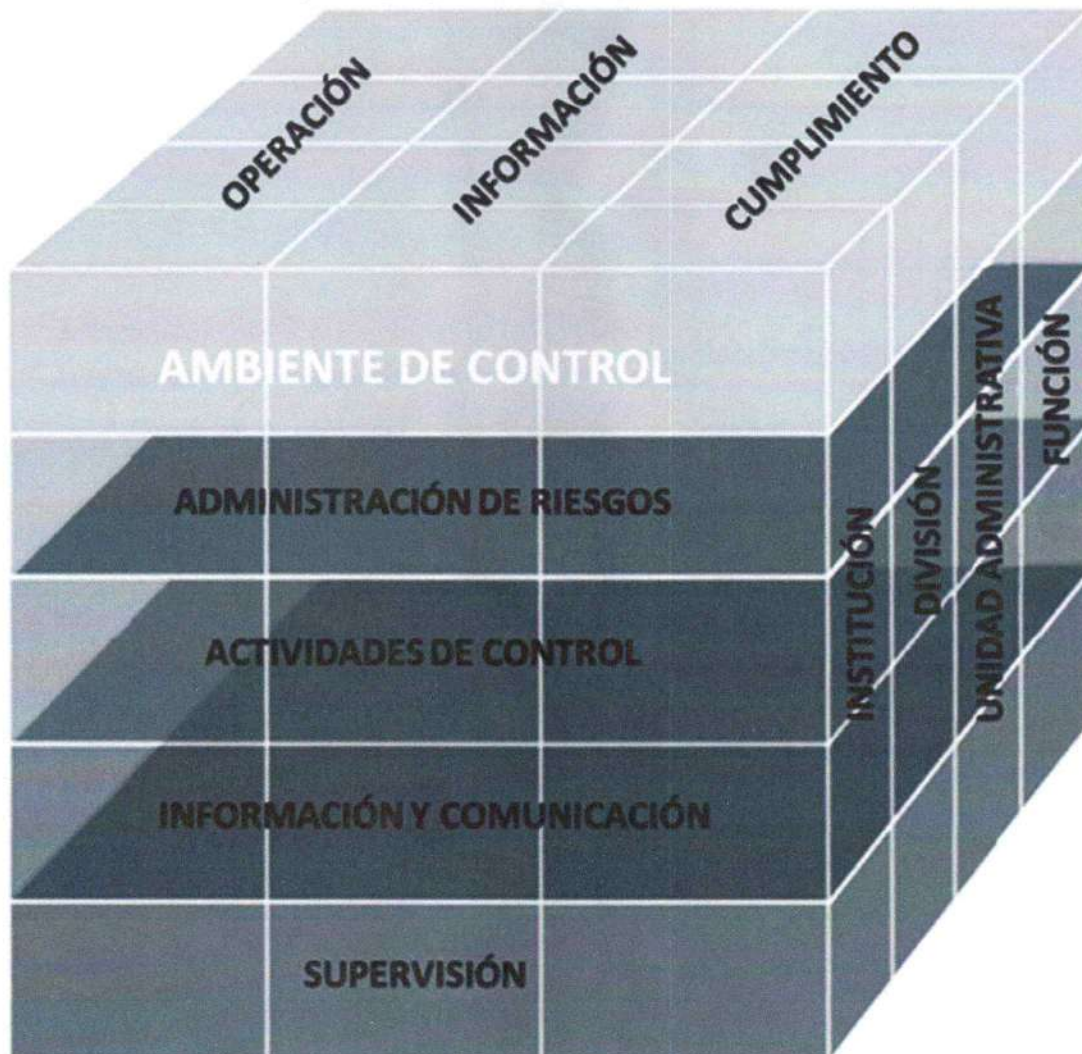 OPERACIÓN
INFORMACIÓN
CUMPLIMIENTO
AMBIENTE DE CONTROL
ADMINISTRACIÓN DE RIESGOS
ACTIVIDADES DE CONTROL
INFORMACIÓN Y COMUNICACIÓN
SUPERVISIÓN
INSTITUCIÓN
DIVISIÓN
UNIDAD ADMINISTRATIVA
FUNCIÓN